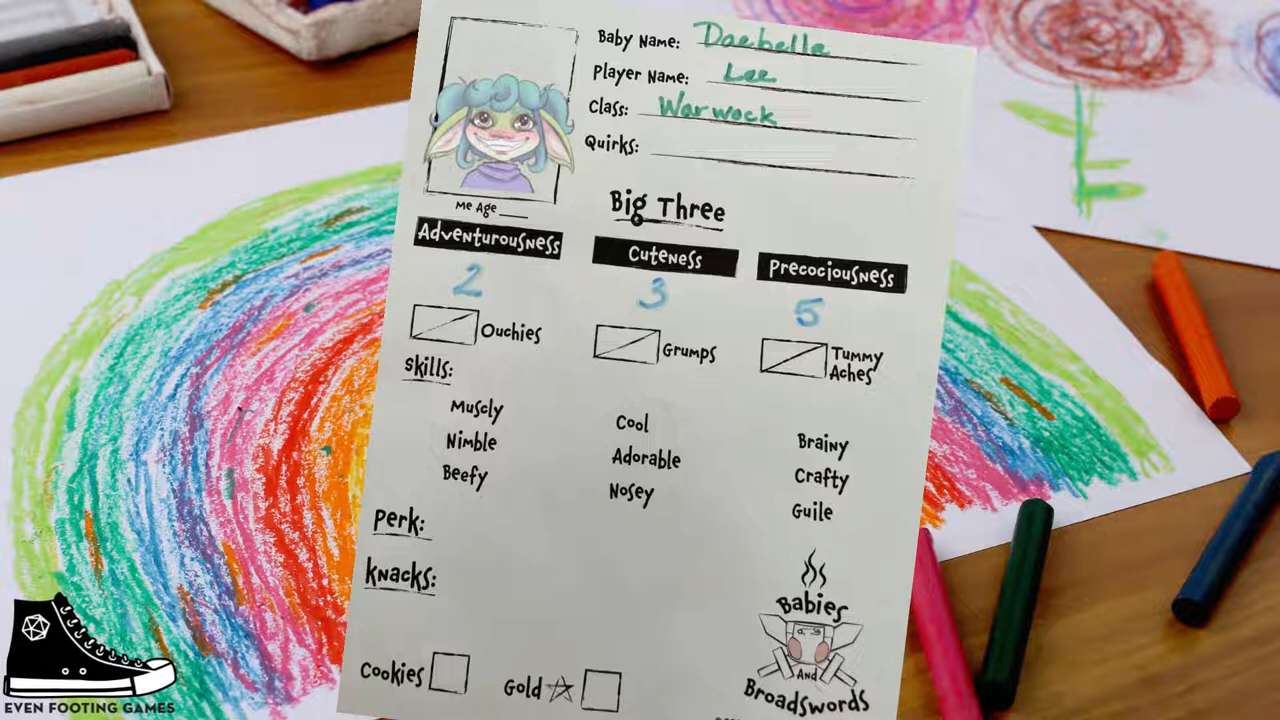 Baby Name: Daebelle
Player Name: Lee
Class: Warwock
Quirks:
Me Age
Big Three
Adventurousness Cuteness Precociousness
2 3 5
Ouchies Grumps Tummy Aches
Skills:
Muscly Cool Brainy
Nimble Adorable Crafty
Beefy Nosey Guile
Perk:
Knacks:
Cookies Gold
Babies
And
Broadswords
EVEN FOOTING GAMES